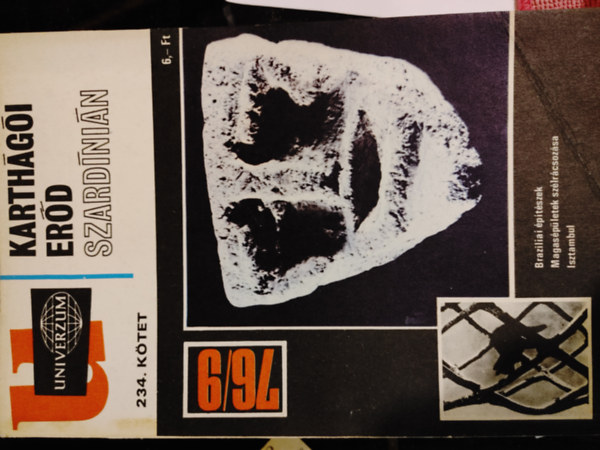 KARTHÁGÓI
ERŐD
SZARDÍNIÁN
6,– Ft
u
UNIVERZUM
234. KÖTET
76/9
Brazíliai építészek
Magasépületek szélrácsozása
Isztambul